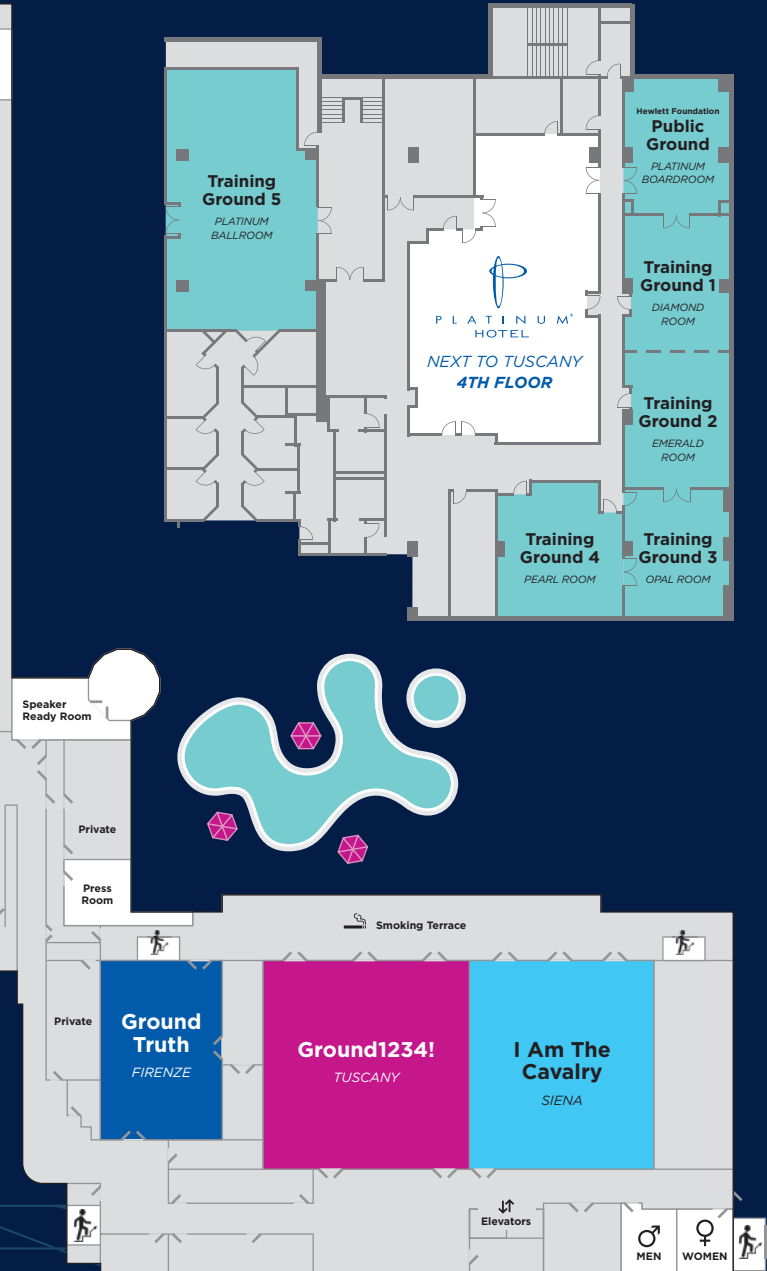 Hewlett Foundation
Public
Ground
PLATINUM
BOARDROOM
Training
Ground 5
PLATINUM
BALLROOM
Training
Ground 1
DIAMOND
ROOM
PLATINUM®
HOTEL
NEXT TO TUSCANY
4TH FLOOR
Training
Ground 2
EMERALD
ROOM
Training
Ground 4
PEARL ROOM
Training
Ground 3
OPAL ROOM
Speaker
Ready Room
Private
Press
Room
Smoking Terrace
Private
Ground
Truth
FIRENZE
Ground1234!
TUSCANY
I Am The
Cavalry
SIENA
Elevators
MEN
WOMEN